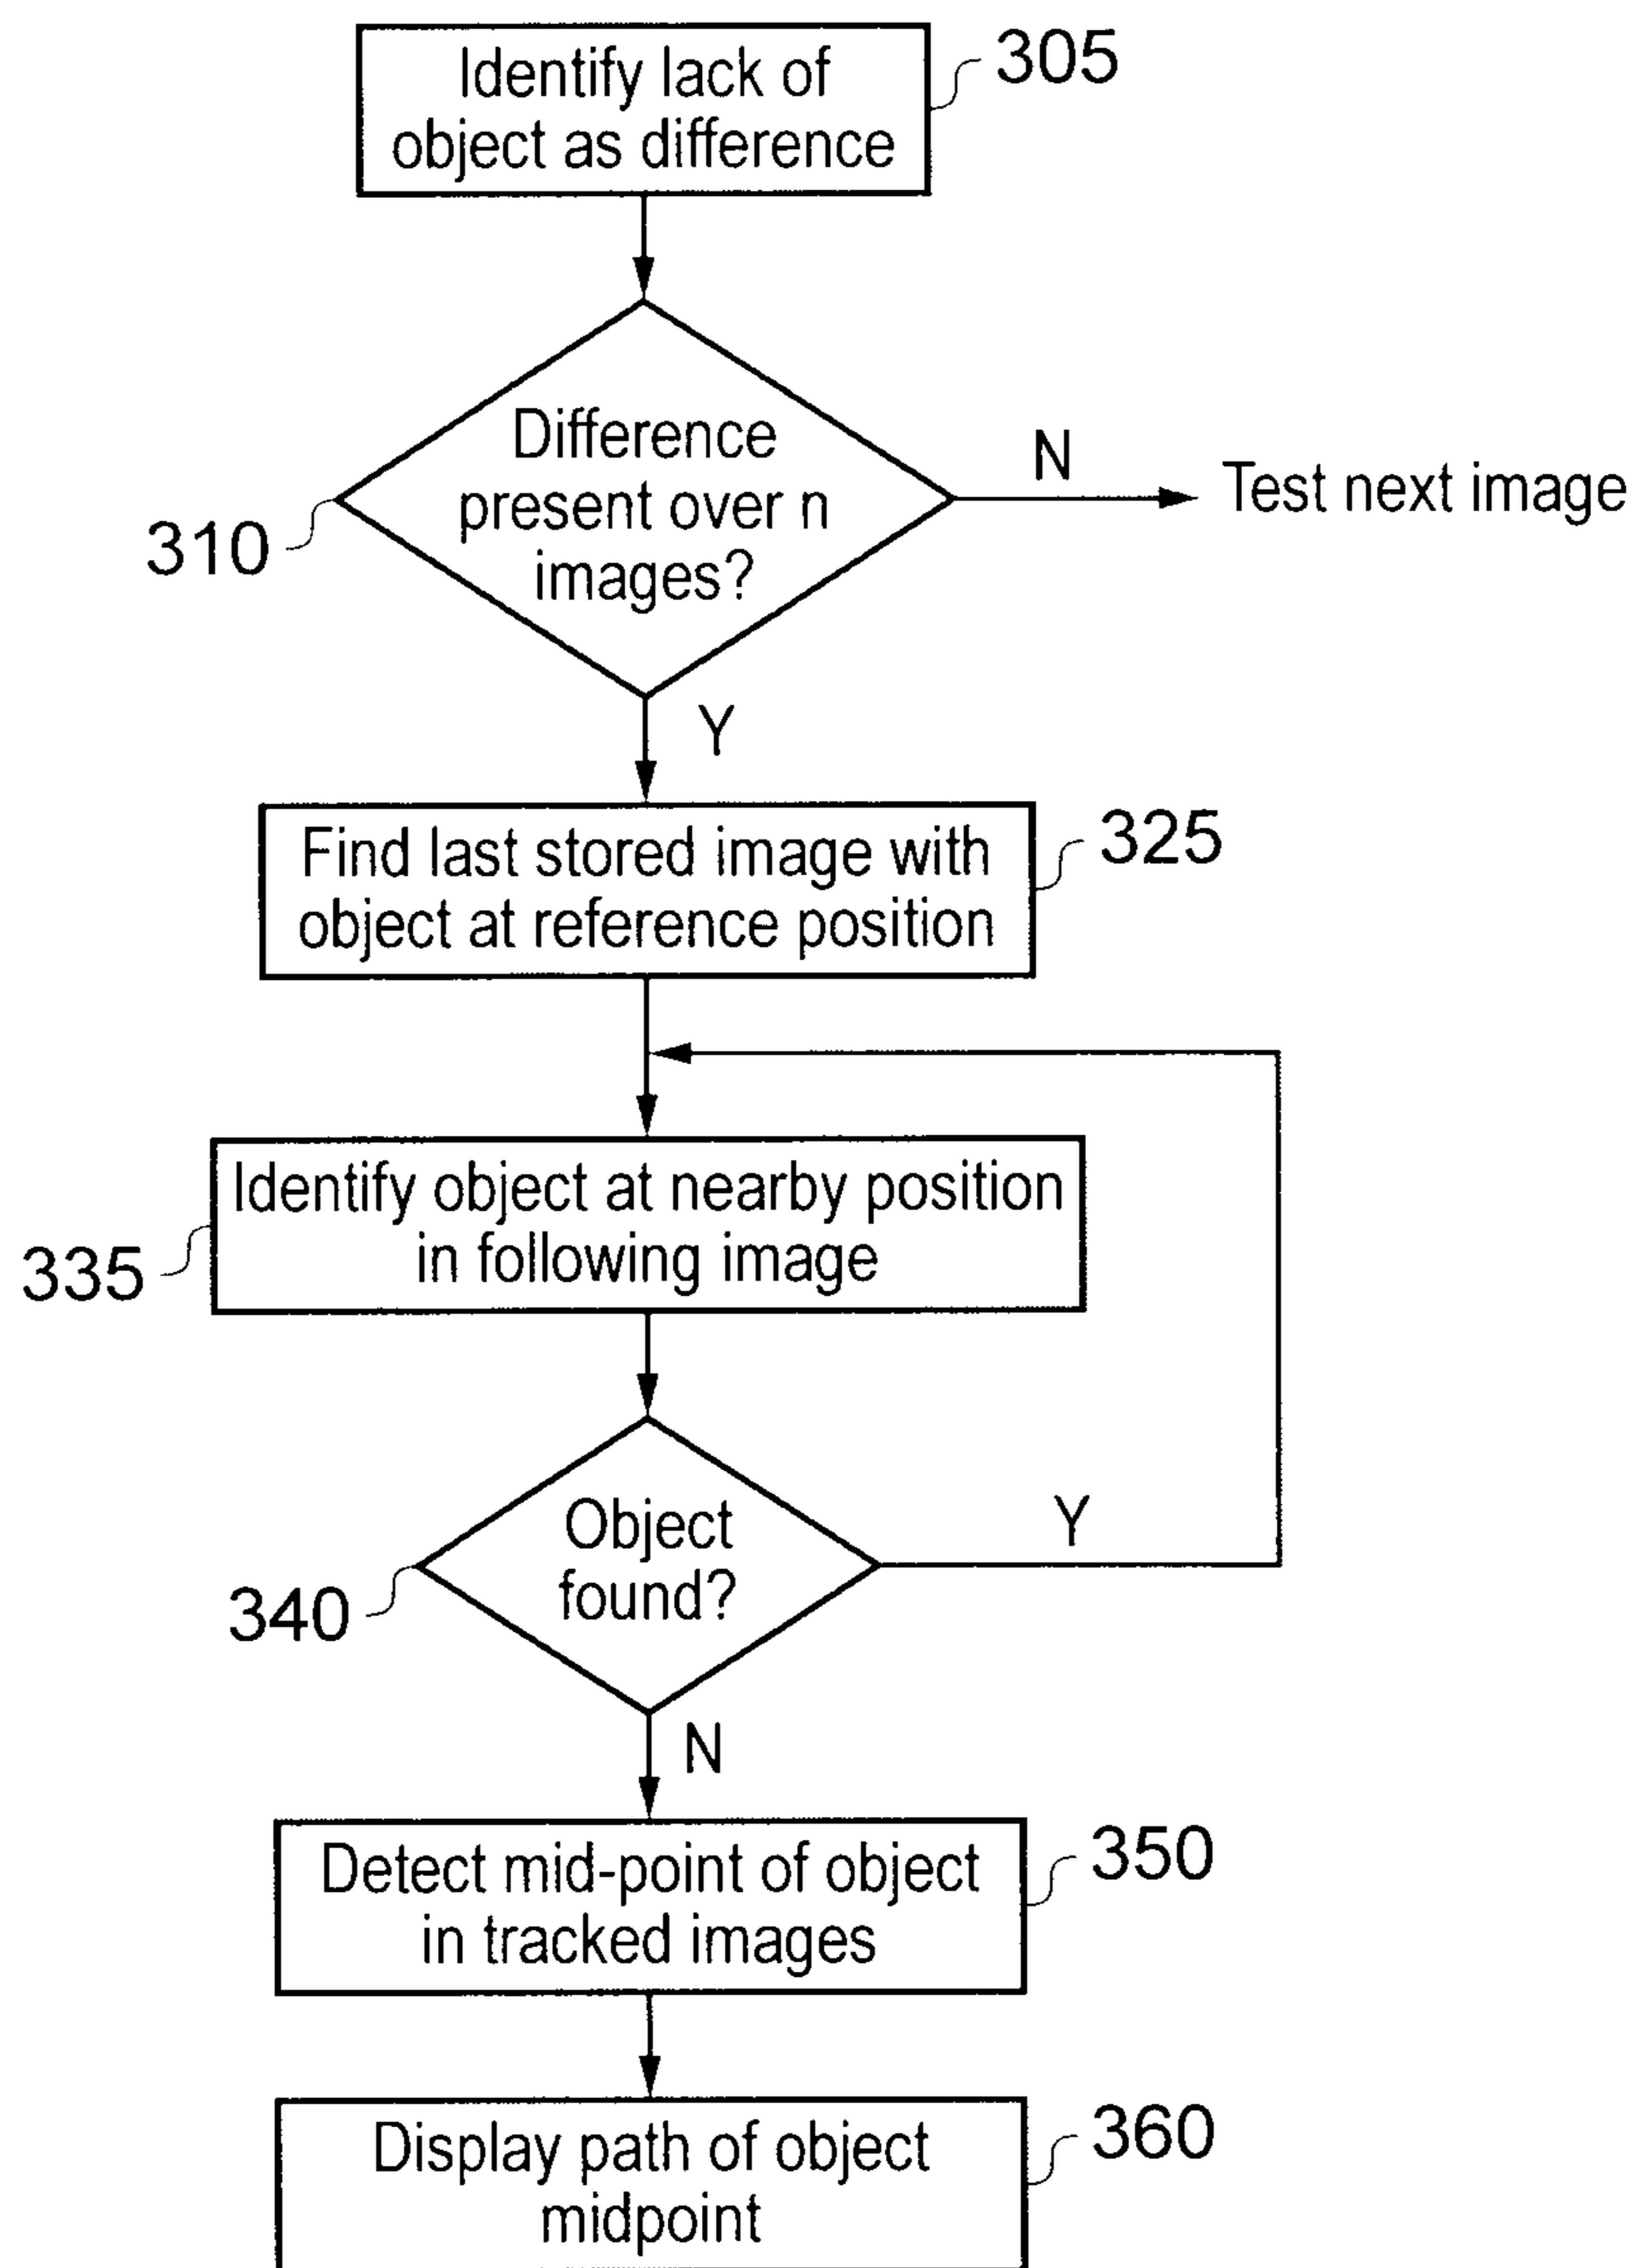 Identify lack of
object as difference
305
Difference
present over n
images?
310
N
Test next image
Y
Find last stored image with
object at reference position
325
Identify object at nearby position
in following image
335
Object
found?
340
Y
N
Detect mid-point of object
in tracked images
350
Display path of object
midpoint
360